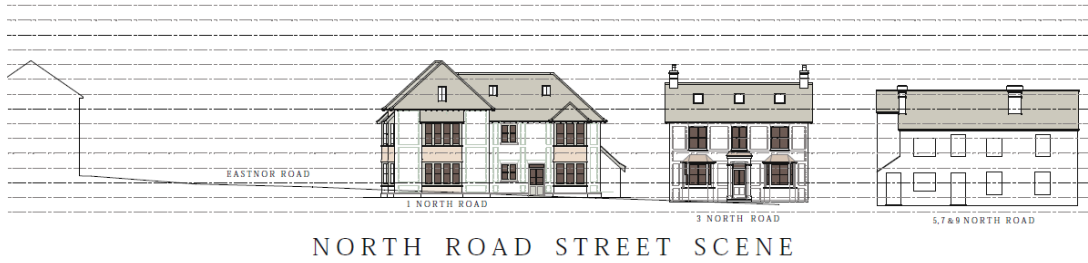 EASTNOR ROAD
1 NORTH ROAD
3 NORTH ROAD
5,7 & 9 NORTH ROAD
NORTH ROAD STREET SCENE